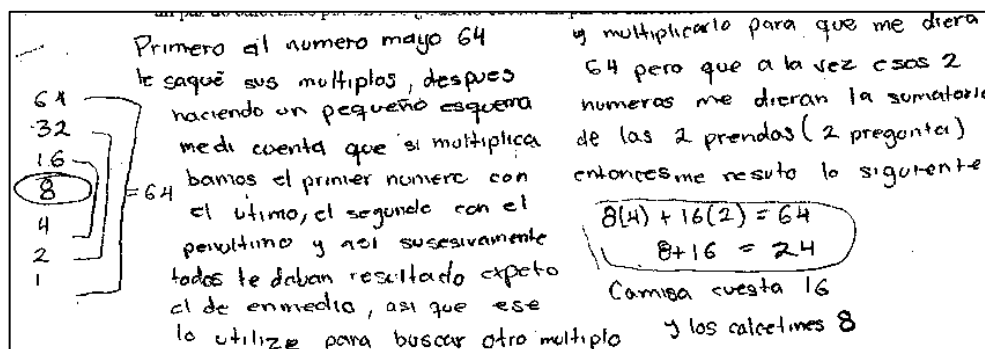 64
32
16
8
4
2
1
= 64
Primero al numero mayo 64
le saqué sus multiplos, despues
haciendo un pequeño esquema
me di cuenta que si multiplica
bamos el primer numero con
el utimo, el segundo con el
penultimo y asi susesivamente
todos te daban resultado expeto
el de enmedio, asi que ese
lo utilize para buscar otro multiplo
y multiplicarlo para que me diera
64 pero que a la vez esos 2
numeros me dieran la sumatoria
de las 2 prendas (2 pregunta)
entonces me resuto lo siguiente
8(4) + 16(2) = 64
8+16 = 24
Camisa cuesta 16
y los calcetines 8